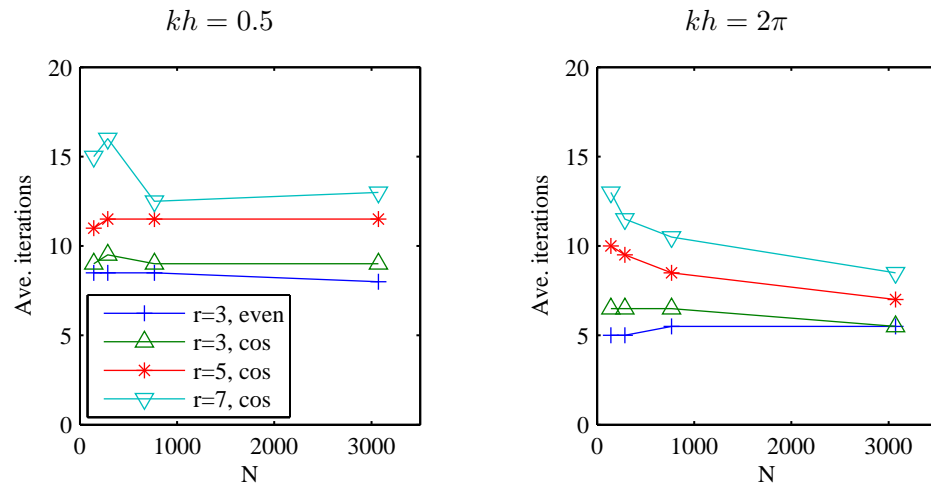 kh = 0.5
20
15
10
5
0
Ave. iterations
r=3, even
r=3, cos
r=5, cos
r=7, cos
0 1000 2000 3000
N
kh = 2π
20
15
10
5
0
Ave. iterations
0 1000 2000 3000
N